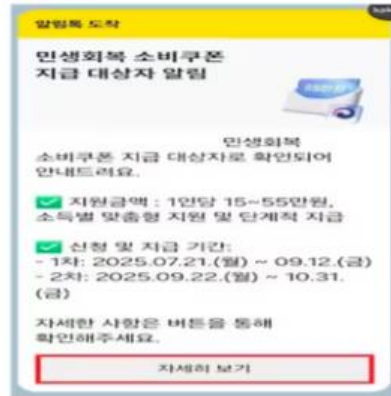 알림톡 도착
민생회복 소비쿠폰
지급 대상자 알림
민생회복
소비쿠폰 지급 대상자로 확인되어
안내드려요.
✅ 지원금액 : 1인당 15~55만원,
소득별 맞춤형 지원 및 단계적 지급
✅ 신청 및 지급 기간:
- 1차: 2025.07.21.(월) ~ 09.12.(금)
- 2차: 2025.09.22.(월) ~ 10.31.
(금)
자세한 사항은 버튼을 통해
확인해주세요.
자세히 보기